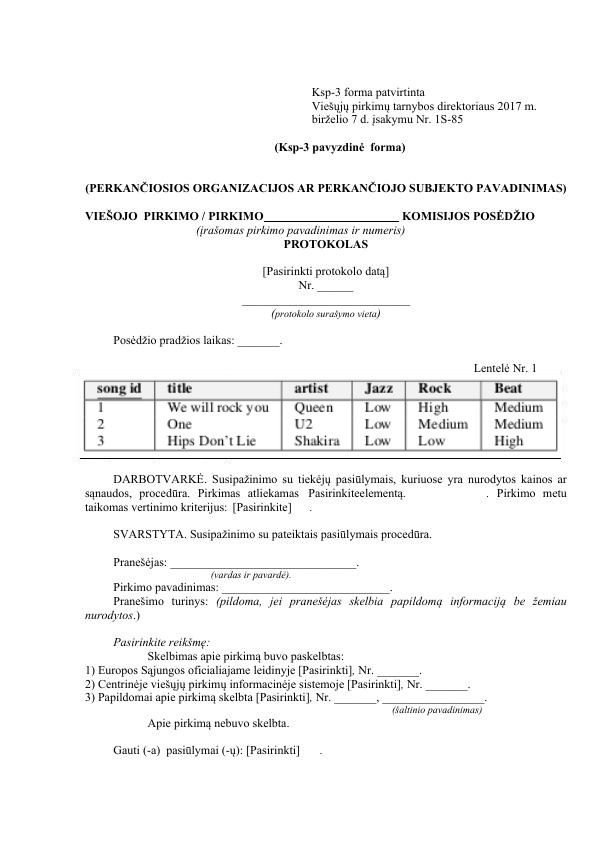 Ksp-3 forma patvirtinta
Viešųjų pirkimų tarnybos direktoriaus 2017 m.
birželio 7 d. įsakymu Nr. 1S-85
(Ksp-3 pavyzdinė forma)
(PERKANČIOSIOS ORGANIZACIJOS AR PERKANČIOJO SUBJEKTO PAVADINIMAS)
VIEŠOJO PIRKIMO / PIRKIMO______________________ KOMISIJOS POSĖDŽIO
(įrašomas pirkimo pavadinimas ir numeris)
PROTOKOLAS
[Pasirinkti protokolo datą]
Nr. ______
____________________________
(protokolo surašymo vieta)
Posėdžio pradžios laikas: _______.
Lentelė Nr. 1
song id title artist Jazz Rock Beat
1 We will rock you Queen Low High Medium
2 One U2 Low Medium Medium
3 Hips Don't Lie Shakira Low Low High
DARBOTVARKĖ. Susipažinimo su tiekėjų pasiūlymais, kuriuose yra nurodytos kainos ar
sąnaudos, procedūra. Pirkimas atliekamas Pasirinkiteelementą. . Pirkimo metu
taikomas vertinimo kriterijus: [Pasirinkite] .
SVARSTYTA. Susipažinimo su pateiktais pasiūlymais procedūra.
Pranešėjas: _______________________________.
(vardas ir pavardė).
Pirkimo pavadinimas: ____________________________.
Pranešimo turinys: (pildoma, jei pranešėjas skelbia papildomą informaciją be žemiau
nurodytos.)
Pasirinkite reikšmę:
Skelbimas apie pirkimą buvo paskelbtas:
1) Europos Sąjungos oficialiajame leidinyje [Pasirinkti], Nr. _______.
2) Centrinėje viešųjų pirkimų informacinėje sistemoje [Pasirinkti], Nr. _______.
3) Papildomai apie pirkimą skelbta [Pasirinkti], Nr. _______, _________________.
(šaltinio pavadinimas)
Apie pirkimą nebuvo skelbta.
Gauti (-a) pasiūlymai (-ų): [Pasirinkti] .